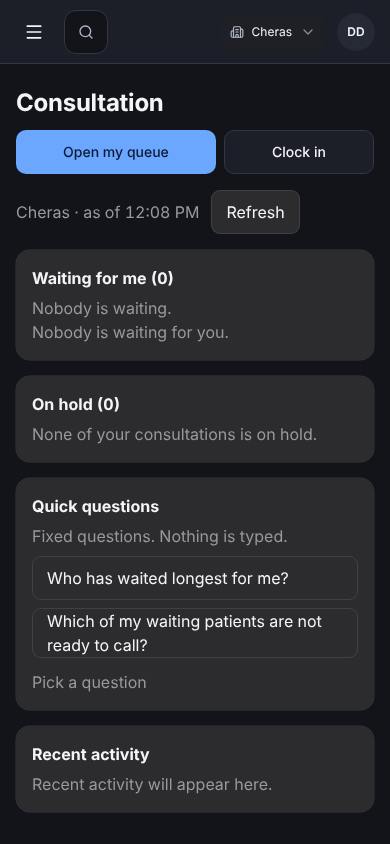 Cheras
DD
Consultation
Open my queue
Clock in
Cheras · as of 12:08 PM
Refresh
Waiting for me (0)
Nobody is waiting.
Nobody is waiting for you.
On hold (0)
None of your consultations is on hold.
Quick questions
Fixed questions. Nothing is typed.
Who has waited longest for me?
Which of my waiting patients are not
ready to call?
Pick a question
Recent activity
Recent activity will appear here.